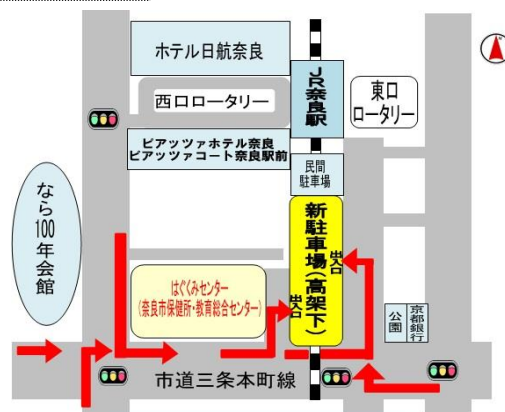 ホテル日航奈良
西口ロータリー
JR奈良駅
東口
ロータリー
ピアッツァホテル奈良
ピアッツァコート奈良駅前
民間
駐車場
なら100年会館
新駐車場(高架下)
出入口
出入口
はぐくみセンター
(奈良市保健所・教育総合センター)
公園
京都銀行
市道三条本町線